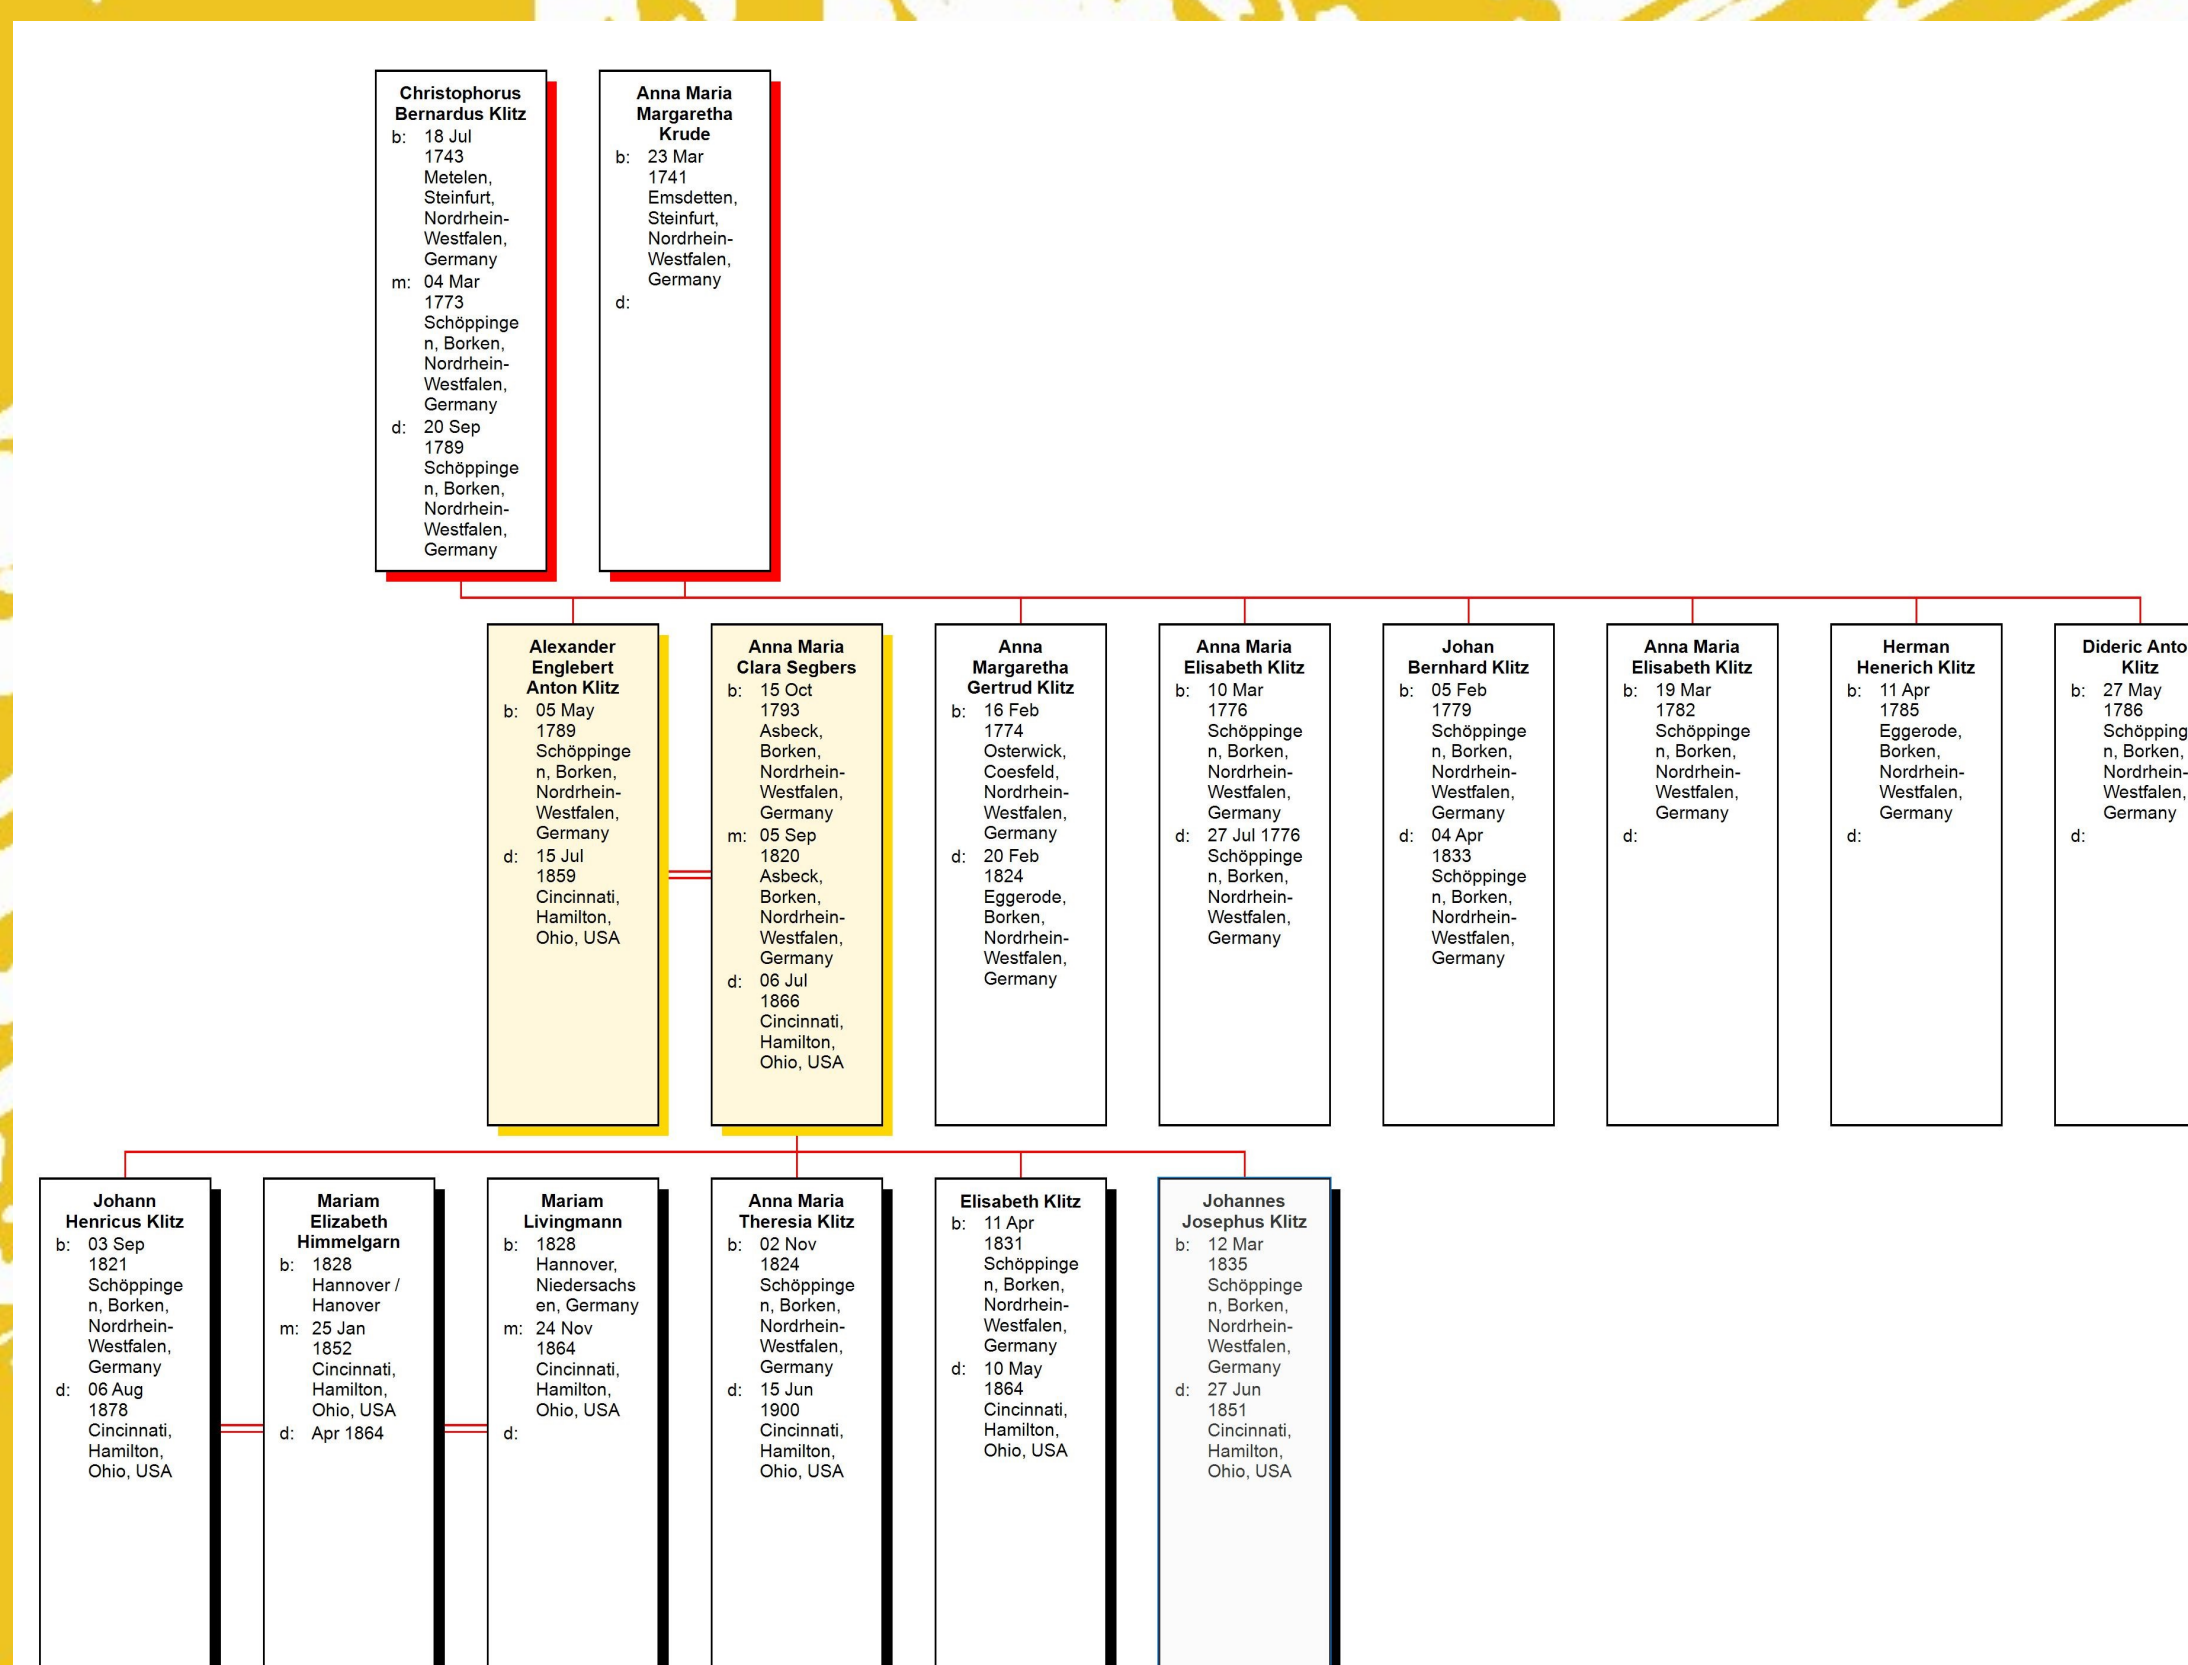 Christophorus
Bernardus Klitz
b: 18 Jul
1743
Metelen,
Steinfurt,
Nordrhein-
Westfalen,
Germany
m: 04 Mar
1773
Schöppinge
n, Borken,
Nordrhein-
Westfalen,
Germany
d: 20 Sep
1789
Schöppinge
n, Borken,
Nordrhein-
Westfalen,
Germany
Anna Maria
Margaretha
Krude
b: 23 Mar
1741
Emsdetten,
Steinfurt,
Nordrhein-
Westfalen,
Germany
d:
Alexander
Englebert
Anton Klitz
b: 05 May
1789
Schöppinge
n, Borken,
Nordrhein-
Westfalen,
Germany
d: 15 Jul
1859
Cincinnati,
Hamilton,
Ohio, USA
Anna Maria
Clara Segbers
b: 15 Oct
1793
Asbeck,
Borken,
Nordrhein-
Westfalen,
Germany
m: 05 Sep
1820
Asbeck,
Borken,
Nordrhein-
Westfalen,
Germany
d: 06 Jul
1866
Cincinnati,
Hamilton,
Ohio, USA
Anna
Margaretha
Gertrud Klitz
b: 16 Feb
1774
Osterwick,
Coesfeld,
Nordrhein-
Westfalen,
Germany
d: 20 Feb
1824
Eggerode,
Borken,
Nordrhein-
Westfalen,
Germany
Anna Maria
Elisabeth Klitz
b: 10 Mar
1776
Schöppinge
n, Borken,
Nordrhein-
Westfalen,
Germany
d: 27 Jul 1776
Schöppinge
n, Borken,
Nordrhein-
Westfalen,
Germany
Johan
Bernhard Klitz
b: 05 Feb
1779
Schöppinge
n, Borken,
Nordrhein-
Westfalen,
Germany
d: 04 Apr
1833
Schöppinge
n, Borken,
Nordrhein-
Westfalen,
Germany
Anna Maria
Elisabeth Klitz
b: 19 Mar
1782
Schöppinge
n, Borken,
Nordrhein-
Westfalen,
Germany
d:
Herman
Henerich Klitz
b: 11 Apr
1785
Eggerode,
Borken,
Nordrhein-
Westfalen,
Germany
d:
Dideric Anto
Klitz
b: 27 May
1786
Schöpping
n, Borken,
Nordrhein-
Westfalen,
Germany
d:
Johann
Henricus Klitz
b: 03 Sep
1821
Schöppinge
n, Borken,
Nordrhein-
Westfalen,
Germany
d: 06 Aug
1878
Cincinnati,
Hamilton,
Ohio, USA
Mariam
Elizabeth
Himmelgarn
b: 1828
Hannover /
Hanover
m: 25 Jan
1852
Cincinnati,
Hamilton,
Ohio, USA
d: Apr 1864
Mariam
Livingmann
b: 1828
Hannover,
Niedersachs
en, Germany
m: 24 Nov
1864
Cincinnati,
Hamilton,
Ohio, USA
d:
Anna Maria
Theresia Klitz
b: 02 Nov
1824
Schöppinge
n, Borken,
Nordrhein-
Westfalen,
Germany
d: 15 Jun
1900
Cincinnati,
Hamilton,
Ohio, USA
Elisabeth Klitz
b: 11 Apr
1831
Schöppinge
n, Borken,
Nordrhein-
Westfalen,
Germany
d: 10 May
1864
Cincinnati,
Hamilton,
Ohio, USA
Johannes
Josephus Klitz
b: 12 Mar
1835
Schöppinge
n, Borken,
Nordrhein-
Westfalen,
Germany
d: 27 Jun
1851
Cincinnati,
Hamilton,
Ohio, USA